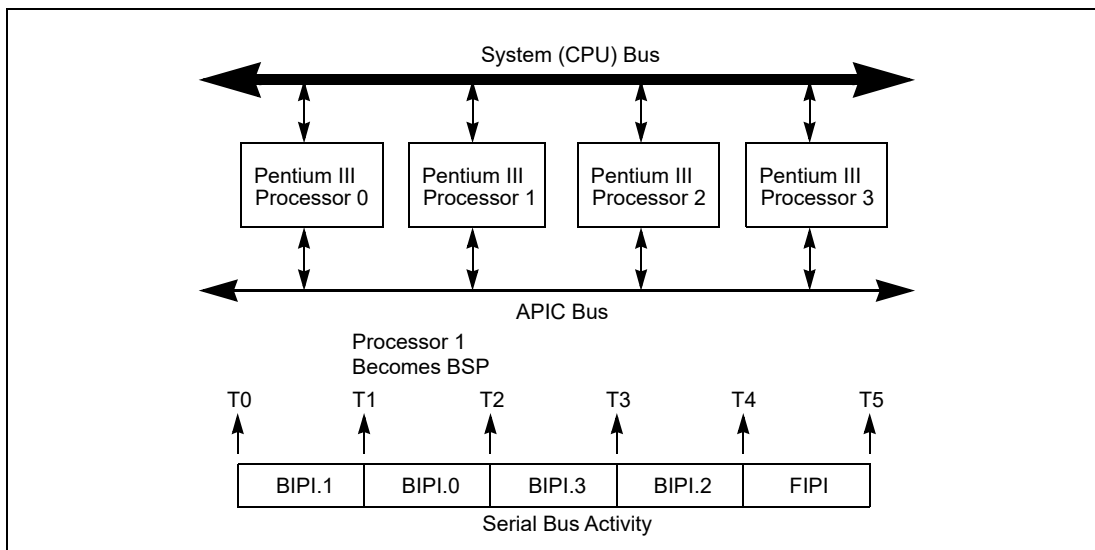 System (CPU) Bus
Pentium III
Processor 0
Pentium III
Processor 1
Pentium III
Processor 2
Pentium III
Processor 3
APIC Bus
Processor 1
Becomes BSP
T0 T1 T2 T3 T4 T5
BIPI.1 BIPI.0 BIPI.3 BIPI.2 FIPI
Serial Bus Activity